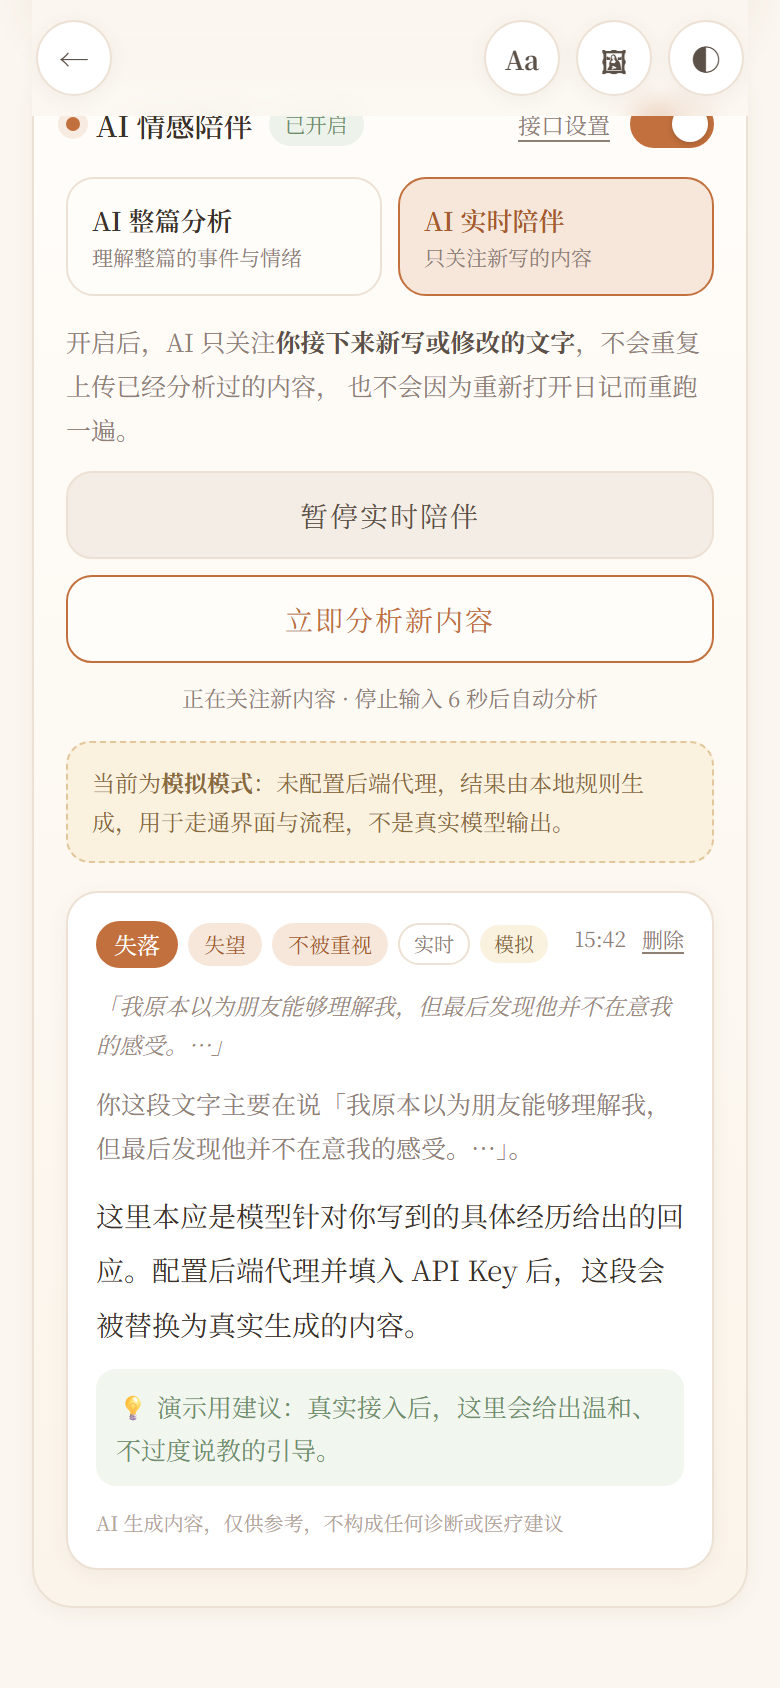 Aa
AI 情感陪伴 已开启 接口设置
AI 整篇分析
理解整篇的事件与情绪
AI 实时陪伴
只关注新写的内容
开启后，AI 只关注你接下来新写或修改的文字，不会重复
上传已经分析过的内容， 也不会因为重新打开日记而重跑
一遍。
暂停实时陪伴
立即分析新内容
正在关注新内容 · 停止输入 6 秒后自动分析
当前为模拟模式：未配置后端代理，结果由本地规则生
成，用于走通界面与流程，不是真实模型输出。
失落 失望 不被重视 实时 模拟 15:42 删除
「我原本以为朋友能够理解我，但最后发现他并不在意我
的感受。…」
你这段文字主要在说「我原本以为朋友能够理解我，
但最后发现他并不在意我的感受。…」。
这里本应是模型针对你写到的具体经历给出的回
应。配置后端代理并填入 API Key 后，这段会
被替换为真实生成的内容。
💡 演示用建议：真实接入后，这里会给出温和、
不过度说教的引导。
AI 生成内容，仅供参考，不构成任何诊断或医疗建议